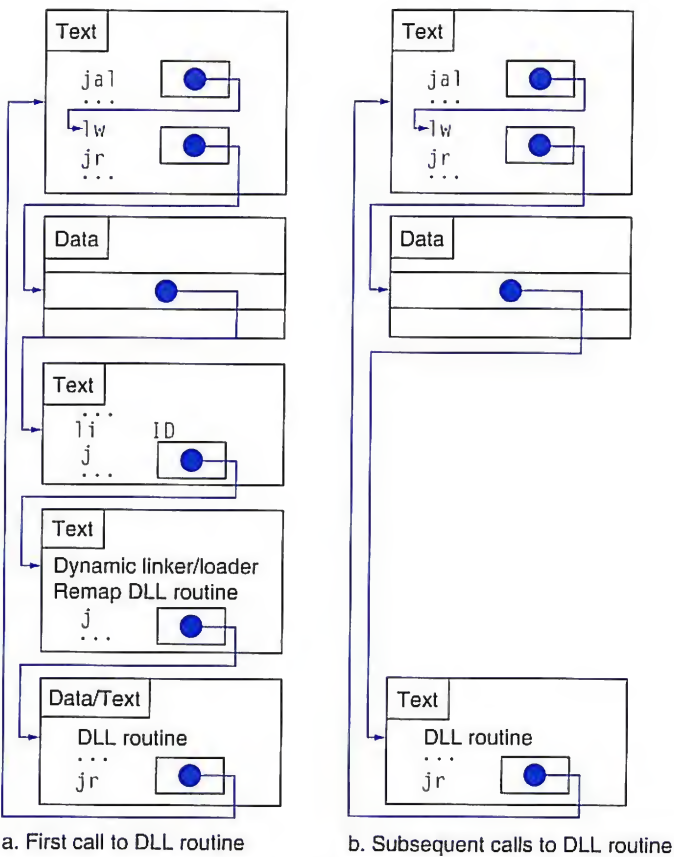 Text
jal
...
lw
jr
...
Data
Text
...
li ID
j
...
Text
Dynamic linker/loader
Remap DLL routine
j
...
Data/Text
DLL routine
...
jr
a. First call to DLL routine
Text
jal
...
lw
jr
...
Data
Text
DLL routine
...
jr
b. Subsequent calls to DLL routine